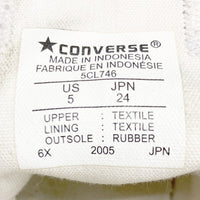 ★ CONVERSE®
MADE IN INDONESIA
FABRIQUE EN INDONÉSIE
5CL746
US JPN
5 24
UPPER : TEXTILE
LINING : TEXTILE
OUTSOLE : RUBBER
6X 2005 JPN